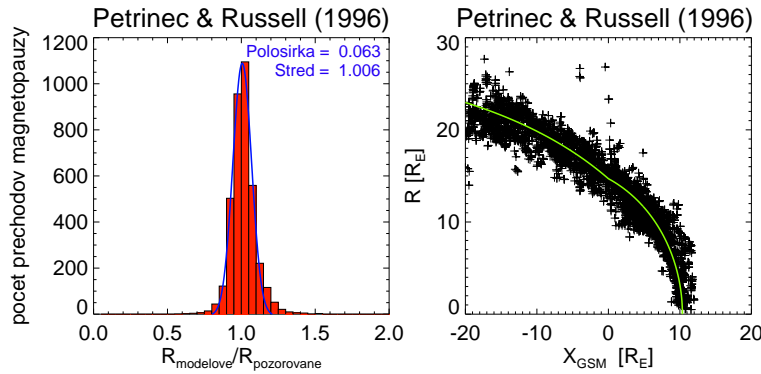 Petrinec & Russell (1996)
Polosirka = 0.063
Stred = 1.006
pocet prechodov magnetopauzy
1200
1000
800
600
400
200
0
0.0 0.5 1.0 1.5 2.0
R_modelove/R_pozorovane
Petrinec & Russell (1996)
R [R_E]
30
20
10
0
-20 -10 0 10 20
X_GSM [R_E]